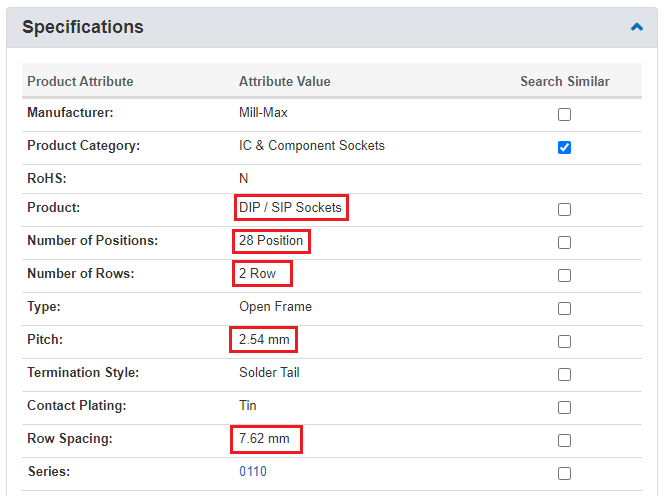 Specifications
Product Attribute Attribute Value Search Similar
Manufacturer: Mill-Max
Product Category: IC & Component Sockets
RoHS: N
Product: DIP / SIP Sockets
Number of Positions: 28 Position
Number of Rows: 2 Row
Type: Open Frame
Pitch: 2.54 mm
Termination Style: Solder Tail
Contact Plating: Tin
Row Spacing: 7.62 mm
Series: 0110